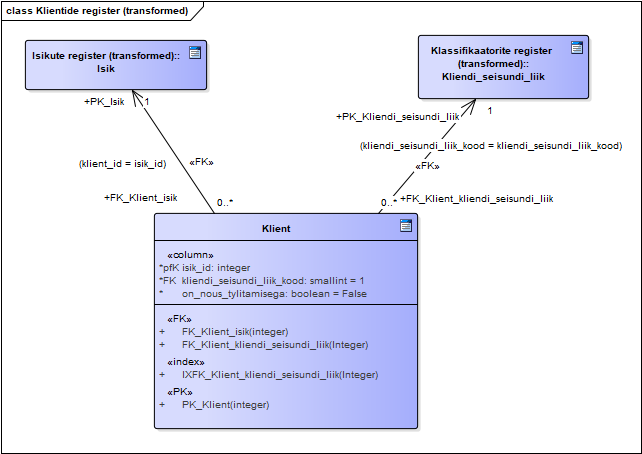 class Klientide register (transformed)
Isikute register (transformed)::
Isik
Klassifikaatorite register
(transformed)::
Kliendi_seisundi_liik
+PK_Isik
1
+PK_Kliendi_seisundi_liik
1
(klient_id = isik_id)
«FK»
(kliendi_seisundi_liik_kood = kliendi_seisundi_liik_kood)
«FK»
+FK_Klient_isik
0..*
0..*
+FK_Klient_kliendi_seisundi_liik
Klient
«column»
*pfK isik_id: integer
*FK kliendi_seisundi_liik_kood: smallint = 1
* on_nous_tylitamisega: boolean = False
«FK»
+ FK_Klient_isik(integer)
+ FK_Klient_kliendi_seisundi_liik(Integer)
«index»
+ IXFK_Klient_kliendi_seisundi_liik(Integer)
«PK»
+ PK_Klient(integer)